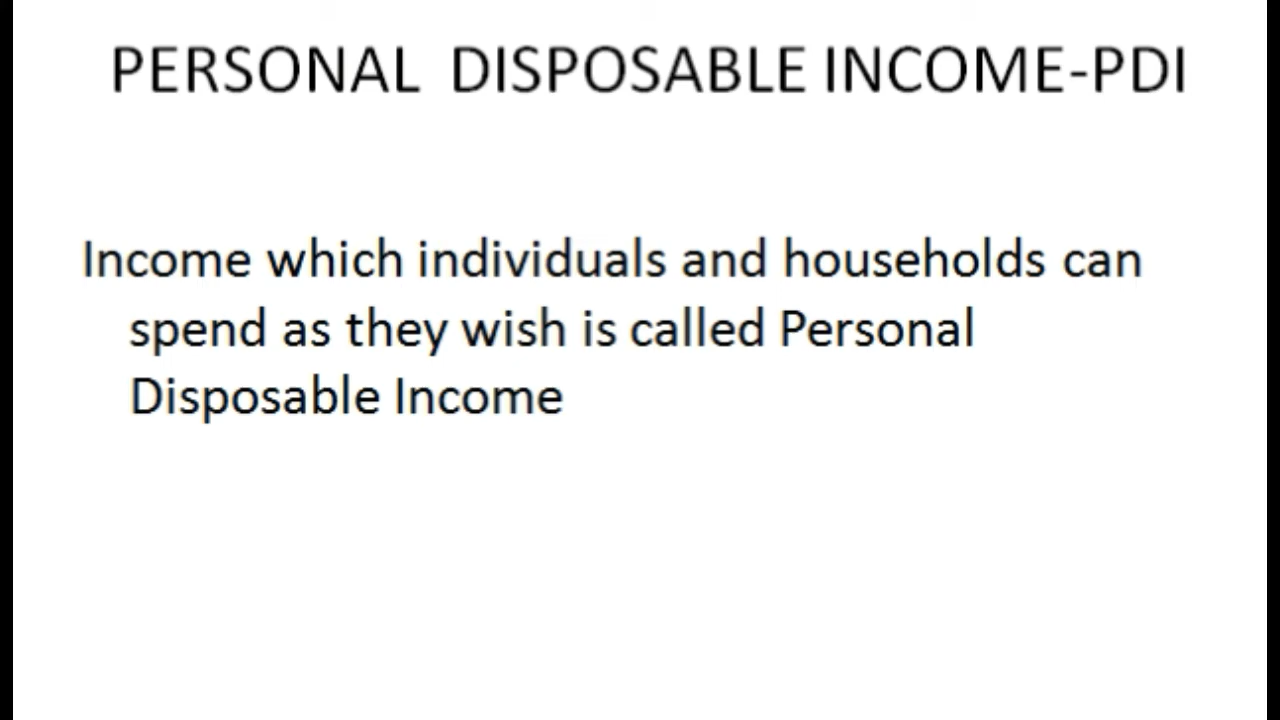 PERSONAL DISPOSABLE INCOME-PDI
Income which individuals and households can
spend as they wish is called Personal
Disposable Income